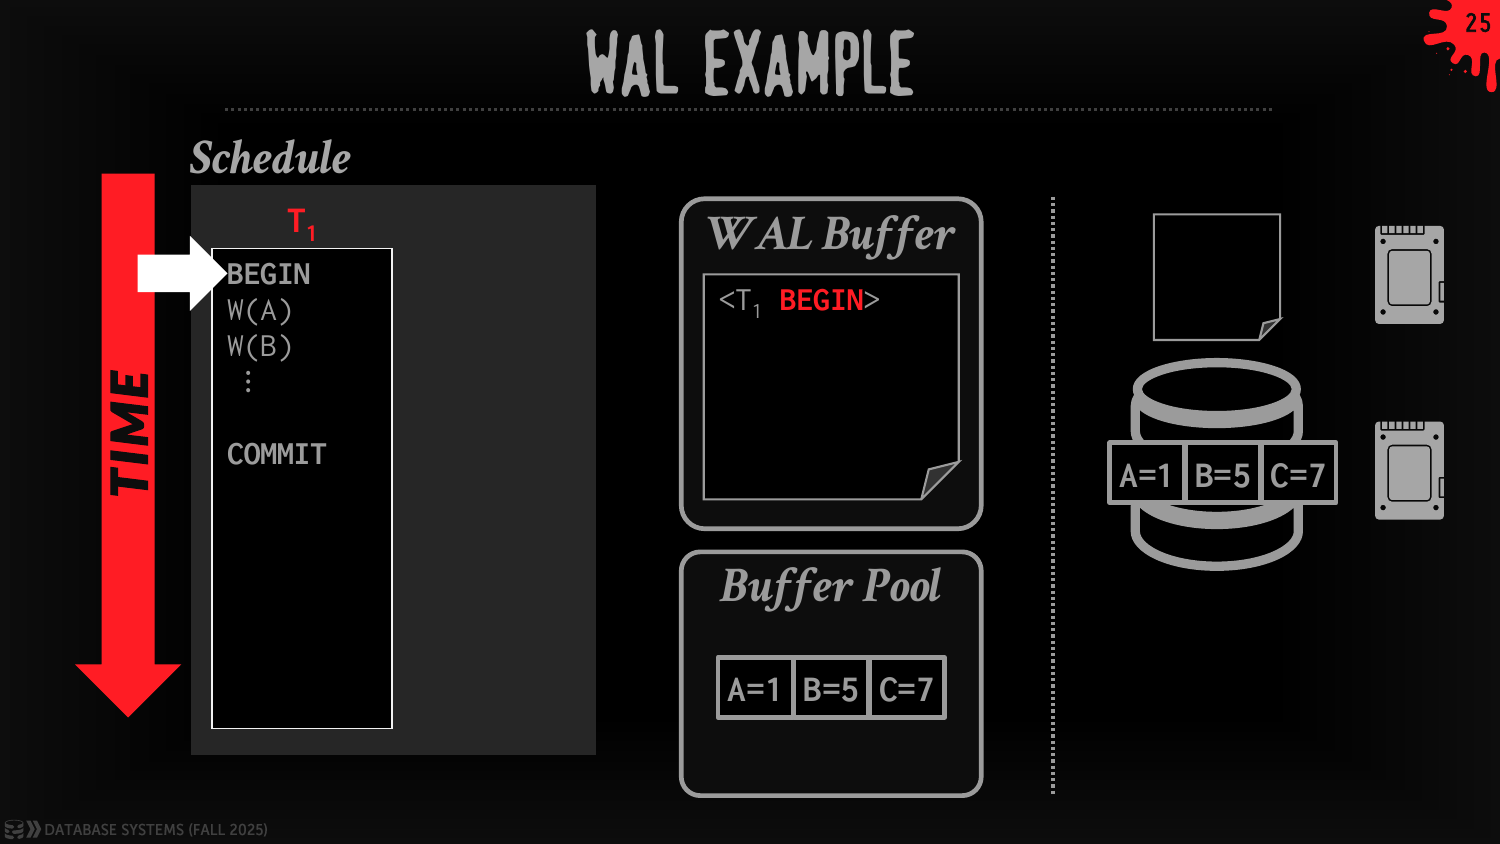 25
WAL EXAMPLE
Schedule
TIME
T1
BEGIN
W(A)
W(B)
⋮
COMMIT
WAL Buffer
<T1 BEGIN>
Buffer Pool
A=1 B=5 C=7
A=1 B=5 C=7
DATABASE SYSTEMS (FALL 2025)